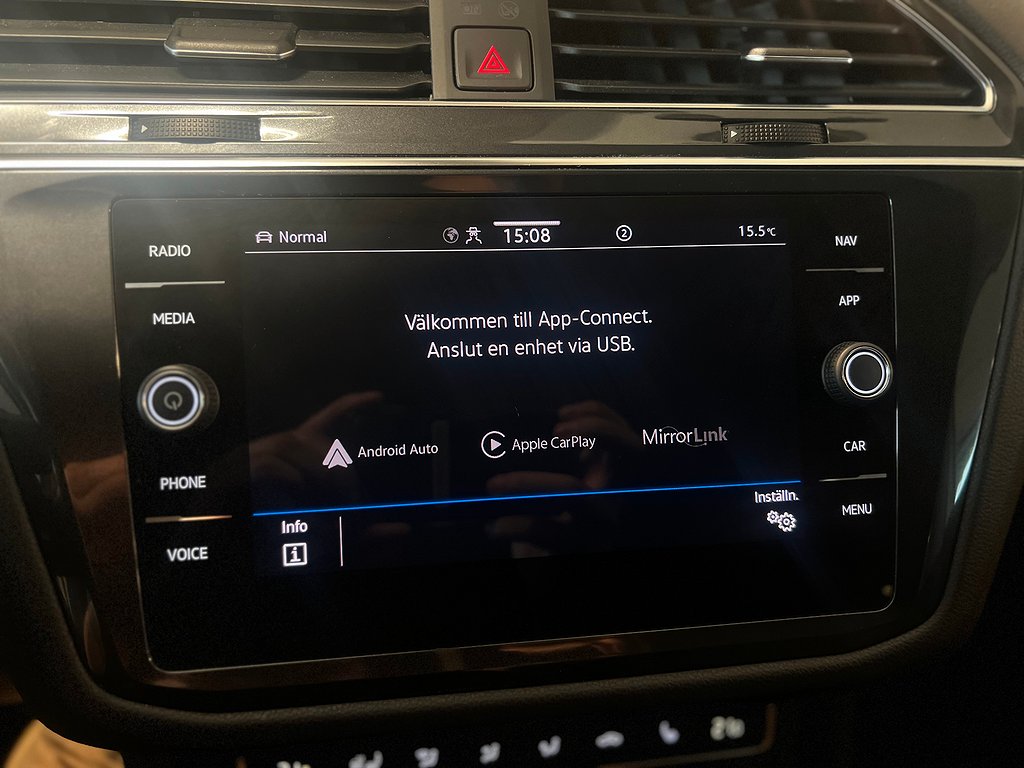 RADIO
MEDIA
PHONE
VOICE
Normal
15:08
2
15.5°C
Välkommen till App-Connect.
Anslut en enhet via USB.
Android Auto
Apple CarPlay
MirrorLink
Info
Inställn.
NAV
APP
CAR
MENU